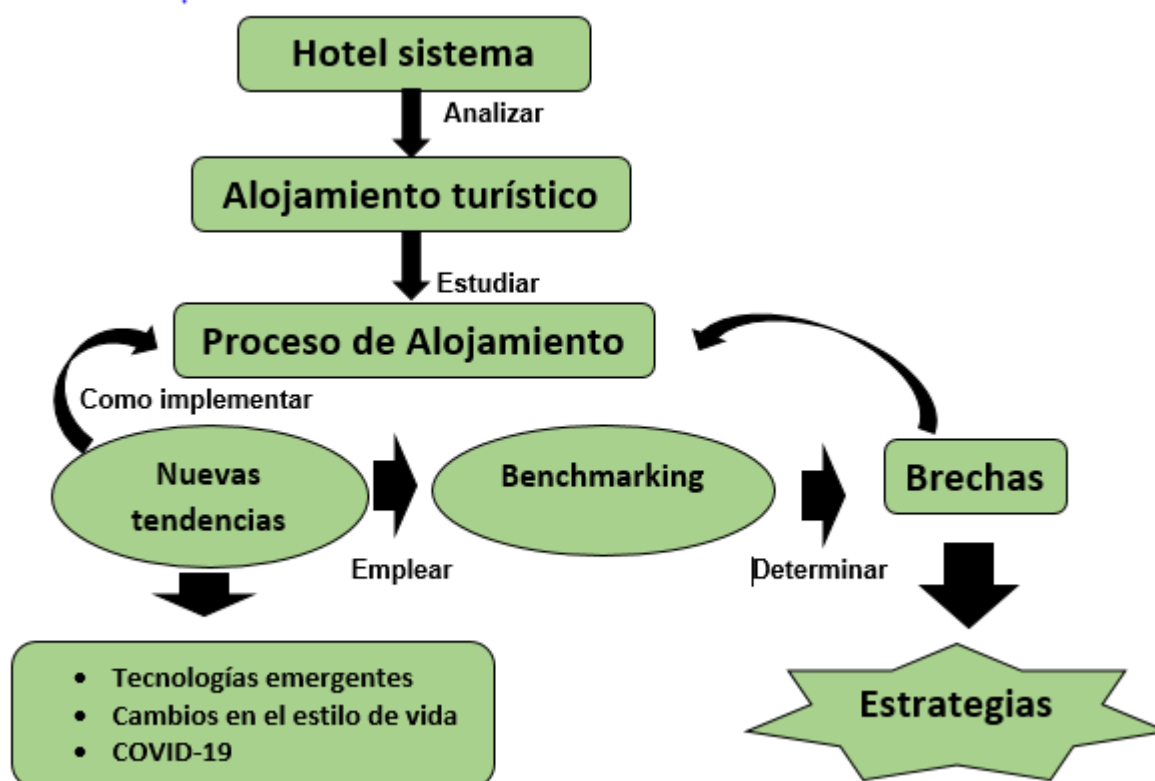 Hotel sistema
Analizar
Alojamiento turístico
Estudiar
Proceso de Alojamiento
Como implementar
Nuevas
tendencias
Benchmarking
Brechas
Emplear
Determinar
• Tecnologías emergentes
• Cambios en el estilo de vida
• COVID-19
Estrategias